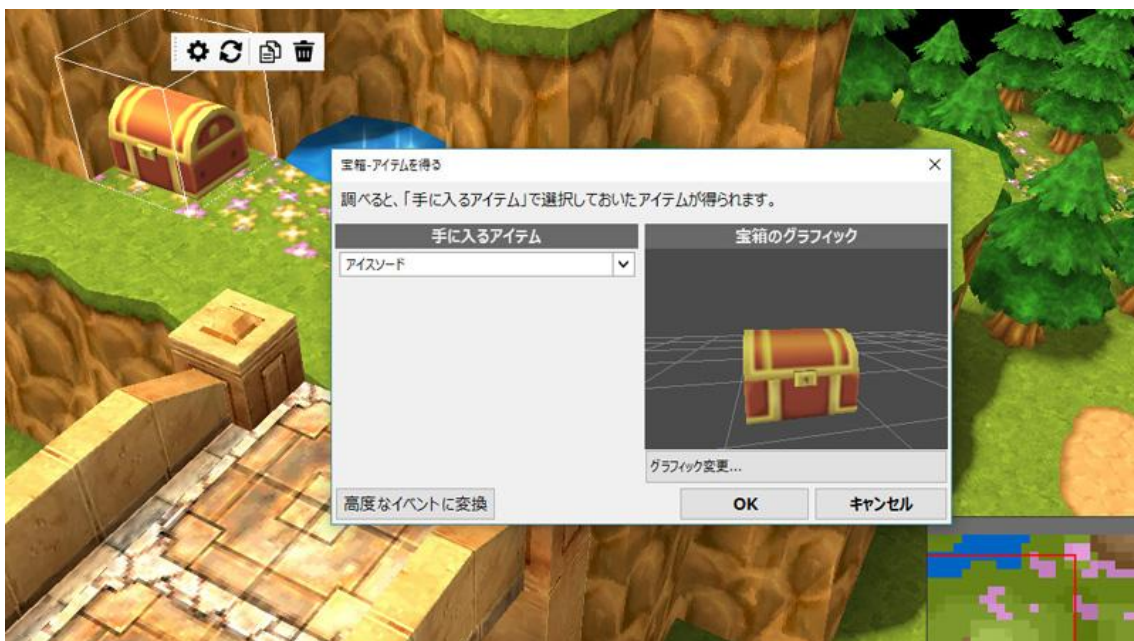 宝箱-アイテムを得る
調べると、「手に入るアイテム」で選択しておいたアイテムが得られます。
手に入るアイテム
宝箱のグラフィック
アイスソード
グラフィック変更...
高度なイベントに変換
OK
キャンセル